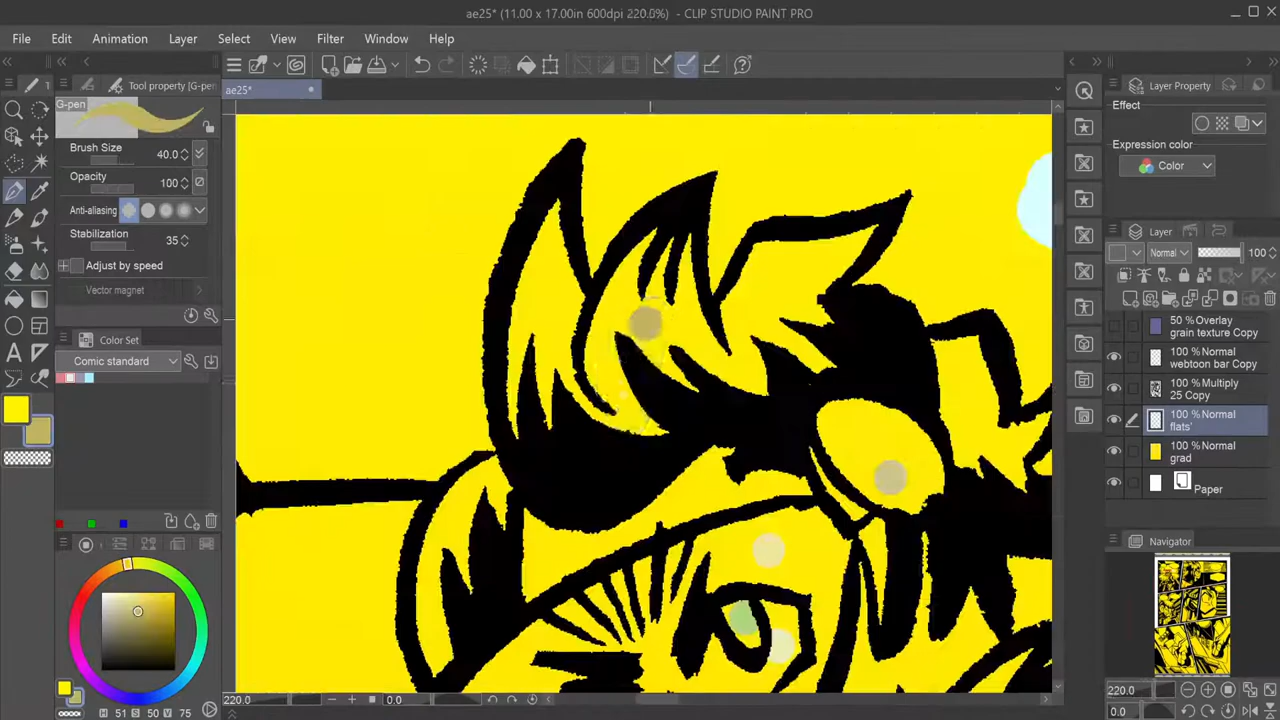 ae25* (11.00 x 17.00in 600dpi 220.0%) - CLIP STUDIO PAINT PRO
File Edit Animation Layer Select View Filter Window Help
Tool property [G-pen]
G-pen
Brush Size 40.0
Opacity 100
Anti-aliasing
Stabilization 35
Adjust by speed
Vector magnet
Color Set
Comic standard
H 51 S 50 V 75
ae25*
220.0 0.0
Layer Property
Effect
Expression color
Color
Layer
Normal 100
50 % Overlay
grain texture Copy
100 % Normal
webtoon bar Copy
100 % Multiply
25 Copy
100 % Normal
flats'
100 % Normal
grad
Paper
Navigator
220.0
0.0